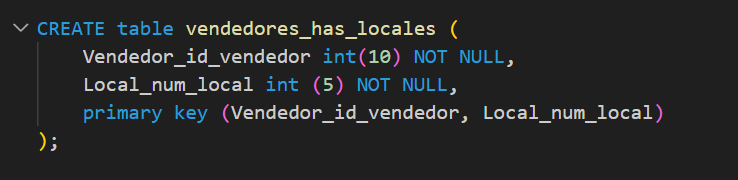 CREATE table vendedores_has_locales (
Vendedor_id_vendedor int(10) NOT NULL,
Local_num_local int (5) NOT NULL,
primary key (Vendedor_id_vendedor, Local_num_local)
);